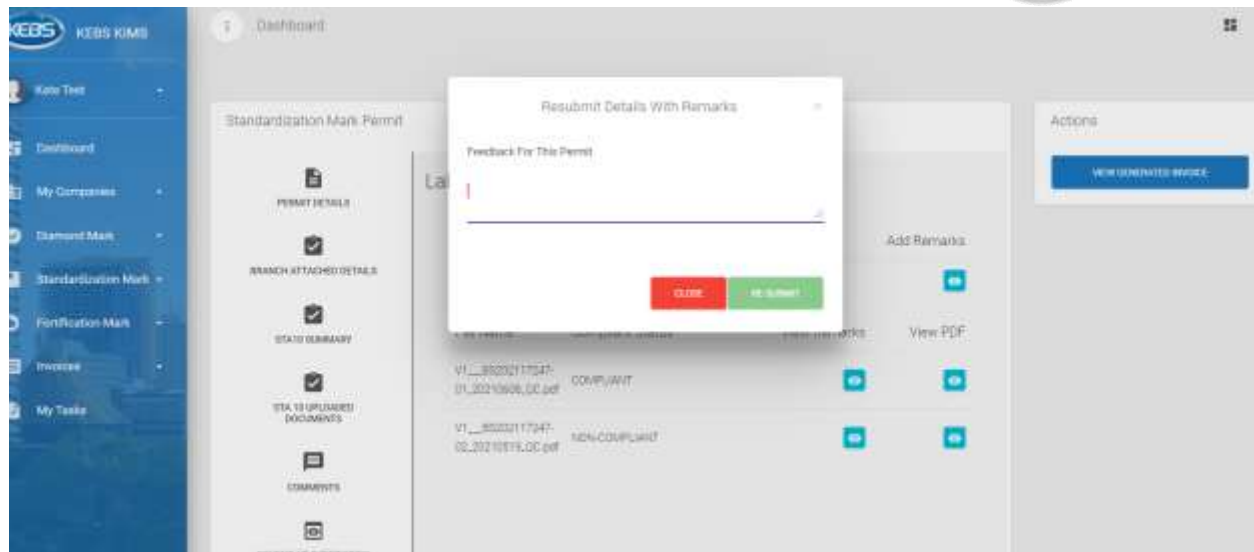 KEBS KEBS KIMS
Dashboard
Kate Test
Dashboard
My Companies
Diamond Mark
Standardization Mark
Fortification Mark
Invoices
My Tasks
Standardization Mark Permit
PERMIT DETAILS
BRANCH ATTACHED DETAILS
STA10 SUMMARY
STA 10 UPLOADED
DOCUMENTS
COMMENTS
La
Resubmit Details With Remarks
Feedback For This Permit
CLOSE RE-SUBMIT
Add Remarks
View PDF
COMPLIANT
NON-COMPLIANT
Actions
VIEW GENERATED INVOICE